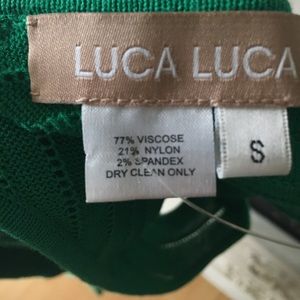 LUCA LUCA
77% VISCOSE
21% NYLON
2% SPANDEX
DRY CLEAN ONLY
S